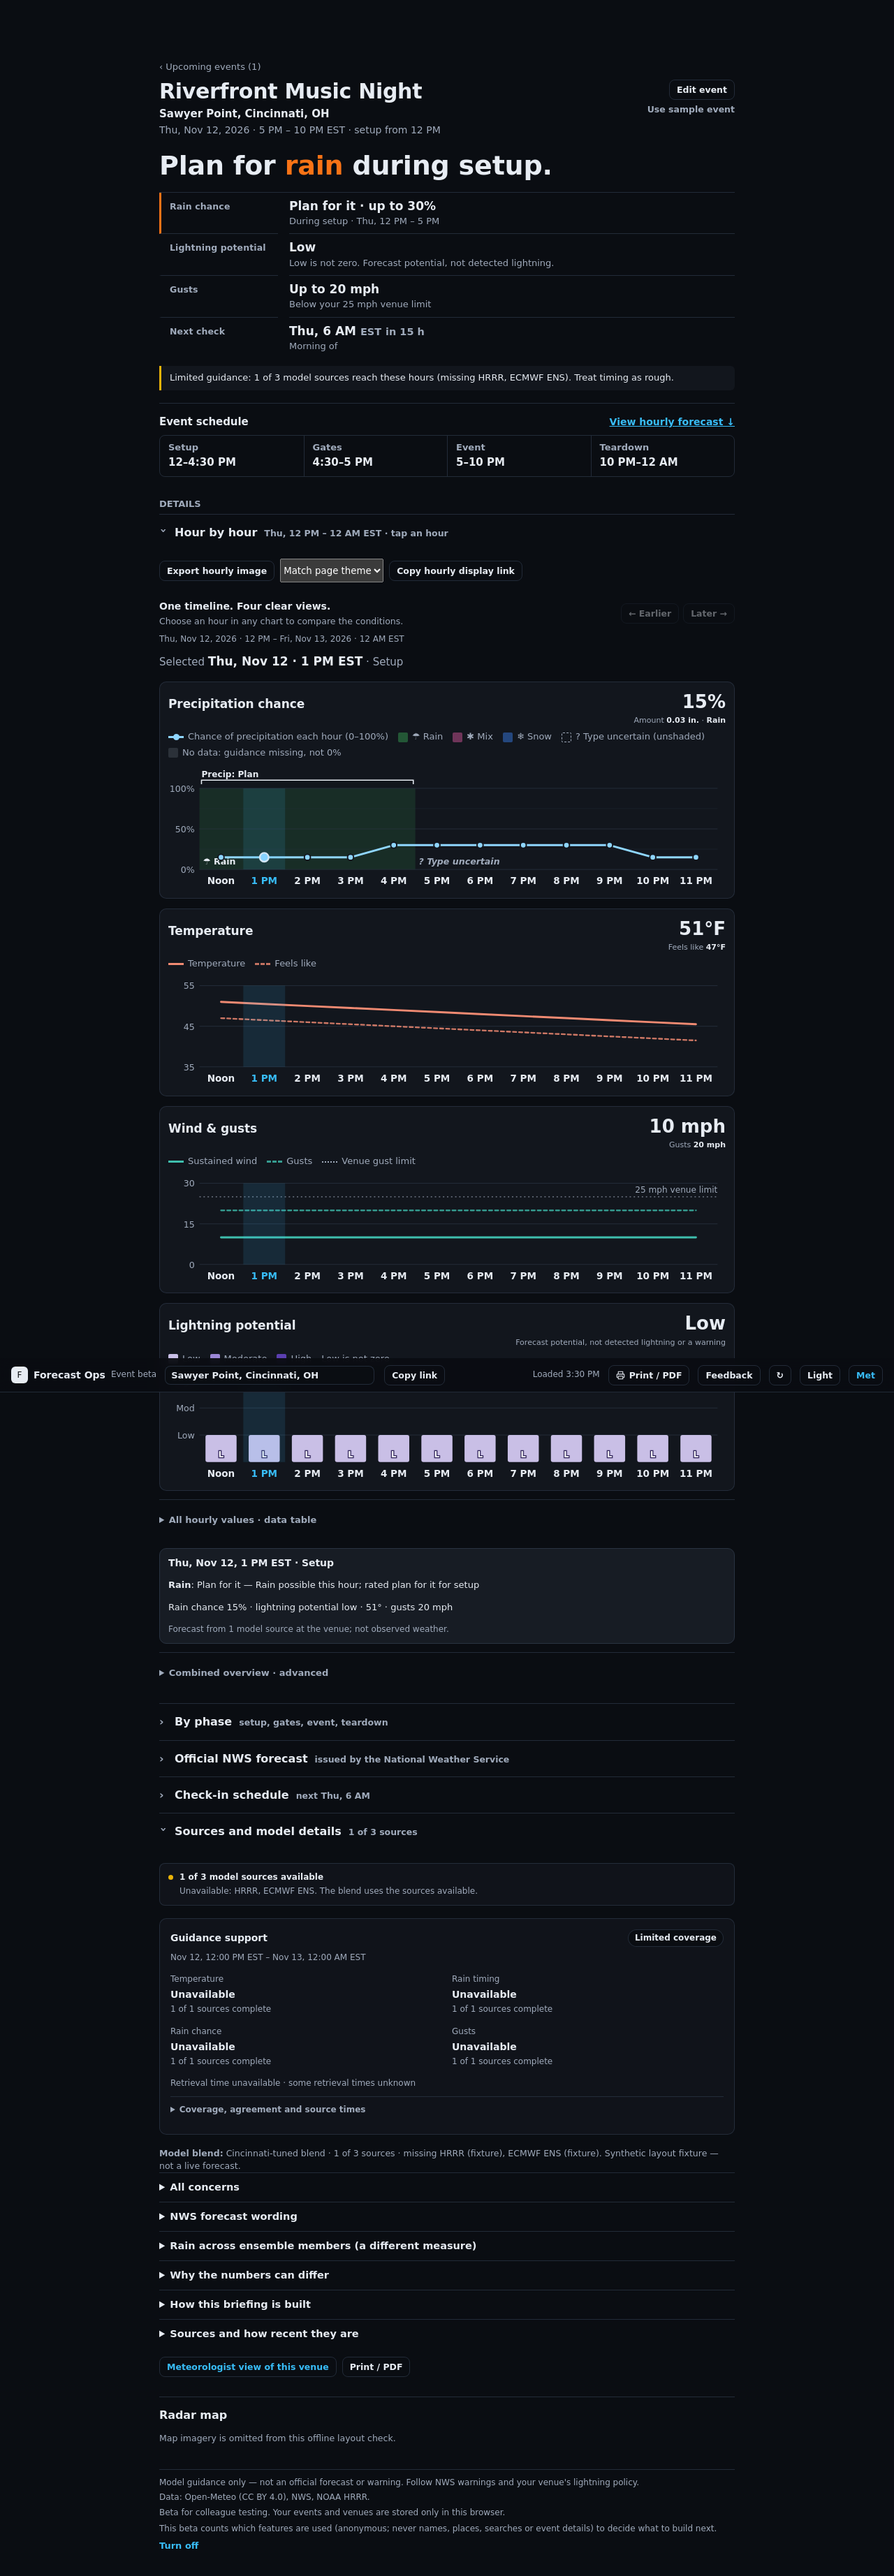 ‹ Upcoming events (1)
Riverfront Music Night
Edit event
Sawyer Point, Cincinnati, OH
Use sample event
Thu, Nov 12, 2026 · 5 PM – 10 PM EST · setup from 12 PM
Plan for rain during setup.
Rain chance
Plan for it · up to 30%
During setup · Thu, 12 PM – 5 PM
Lightning potential
Low
Low is not zero. Forecast potential, not detected lightning.
Gusts
Up to 20 mph
Below your 25 mph venue limit
Next check
Thu, 6 AM EST in 15 h
Morning of
Limited guidance: 1 of 3 model sources reach these hours (missing HRRR, ECMWF ENS). Treat timing as rough.
Event schedule
View hourly forecast ↓
Setup
12–4:30 PM
Gates
4:30–5 PM
Event
5–10 PM
Teardown
10 PM–12 AM
DETAILS
Hour by hour Thu, 12 PM – 12 AM EST · tap an hour
Export hourly image
Match page theme
Copy hourly display link
One timeline. Four clear views.
← Earlier
Later →
Choose an hour in any chart to compare the conditions.
Thu, Nov 12, 2026 · 12 PM – Fri, Nov 13, 2026 · 12 AM EST
Selected Thu, Nov 12 · 1 PM EST · Setup
Precipitation chance
15%
Amount 0.03 in. · Rain
Chance of precipitation each hour (0–100%) ☂ Rain ✱ Mix ❄ Snow ? Type uncertain (unshaded)
No data: guidance missing, not 0%
Precip: Plan
100%
50%
0%
☂ Rain
? Type uncertain
Noon 1 PM 2 PM 3 PM 4 PM 5 PM 6 PM 7 PM 8 PM 9 PM 10 PM 11 PM
Temperature
51°F
Feels like 47°F
Temperature Feels like
55
45
35
Noon 1 PM 2 PM 3 PM 4 PM 5 PM 6 PM 7 PM 8 PM 9 PM 10 PM 11 PM
Wind & gusts
10 mph
Gusts 20 mph
Sustained wind Gusts Venue gust limit
30
25 mph venue limit
15
0
Noon 1 PM 2 PM 3 PM 4 PM 5 PM 6 PM 7 PM 8 PM 9 PM 10 PM 11 PM
Lightning potential
Low
Forecast potential, not detected lightning or a warning
F
Forecast Ops Event beta
Sawyer Point, Cincinnati, OH
Copy link
Loaded 3:30 PM
Print / PDF
Feedback
↻
Light
Met
Mod
Low
L L L L L L L L L L L L
Noon 1 PM 2 PM 3 PM 4 PM 5 PM 6 PM 7 PM 8 PM 9 PM 10 PM 11 PM
All hourly values · data table
Thu, Nov 12, 1 PM EST · Setup
Rain: Plan for it — Rain possible this hour; rated plan for it for setup
Rain chance 15% · lightning potential low · 51° · gusts 20 mph
Forecast from 1 model source at the venue; not observed weather.
Combined overview · advanced
By phase setup, gates, event, teardown
Official NWS forecast issued by the National Weather Service
Check-in schedule next Thu, 6 AM
Sources and model details 1 of 3 sources
1 of 3 model sources available
Unavailable: HRRR, ECMWF ENS. The blend uses the sources available.
Guidance support
Limited coverage
Nov 12, 12:00 PM EST – Nov 13, 12:00 AM EST
Temperature
Unavailable
1 of 1 sources complete
Rain timing
Unavailable
1 of 1 sources complete
Rain chance
Unavailable
1 of 1 sources complete
Gusts
Unavailable
1 of 1 sources complete
Retrieval time unavailable · some retrieval times unknown
Coverage, agreement and source times
Model blend: Cincinnati-tuned blend · 1 of 3 sources · missing HRRR (fixture), ECMWF ENS (fixture). Synthetic layout fixture —
not a live forecast.
All concerns
NWS forecast wording
Rain across ensemble members (a different measure)
Why the numbers can differ
How this briefing is built
Sources and how recent they are
Meteorologist view of this venue
Print / PDF
Radar map
Map imagery is omitted from this offline layout check.
Model guidance only — not an official forecast or warning. Follow NWS warnings and your venue's lightning policy.
Data: Open-Meteo (CC BY 4.0), NWS, NOAA HRRR.
Beta for colleague testing. Your events and venues are stored only in this browser.
This beta counts which features are used (anonymous; never names, places, searches or event details) to decide what to build next.
Turn off